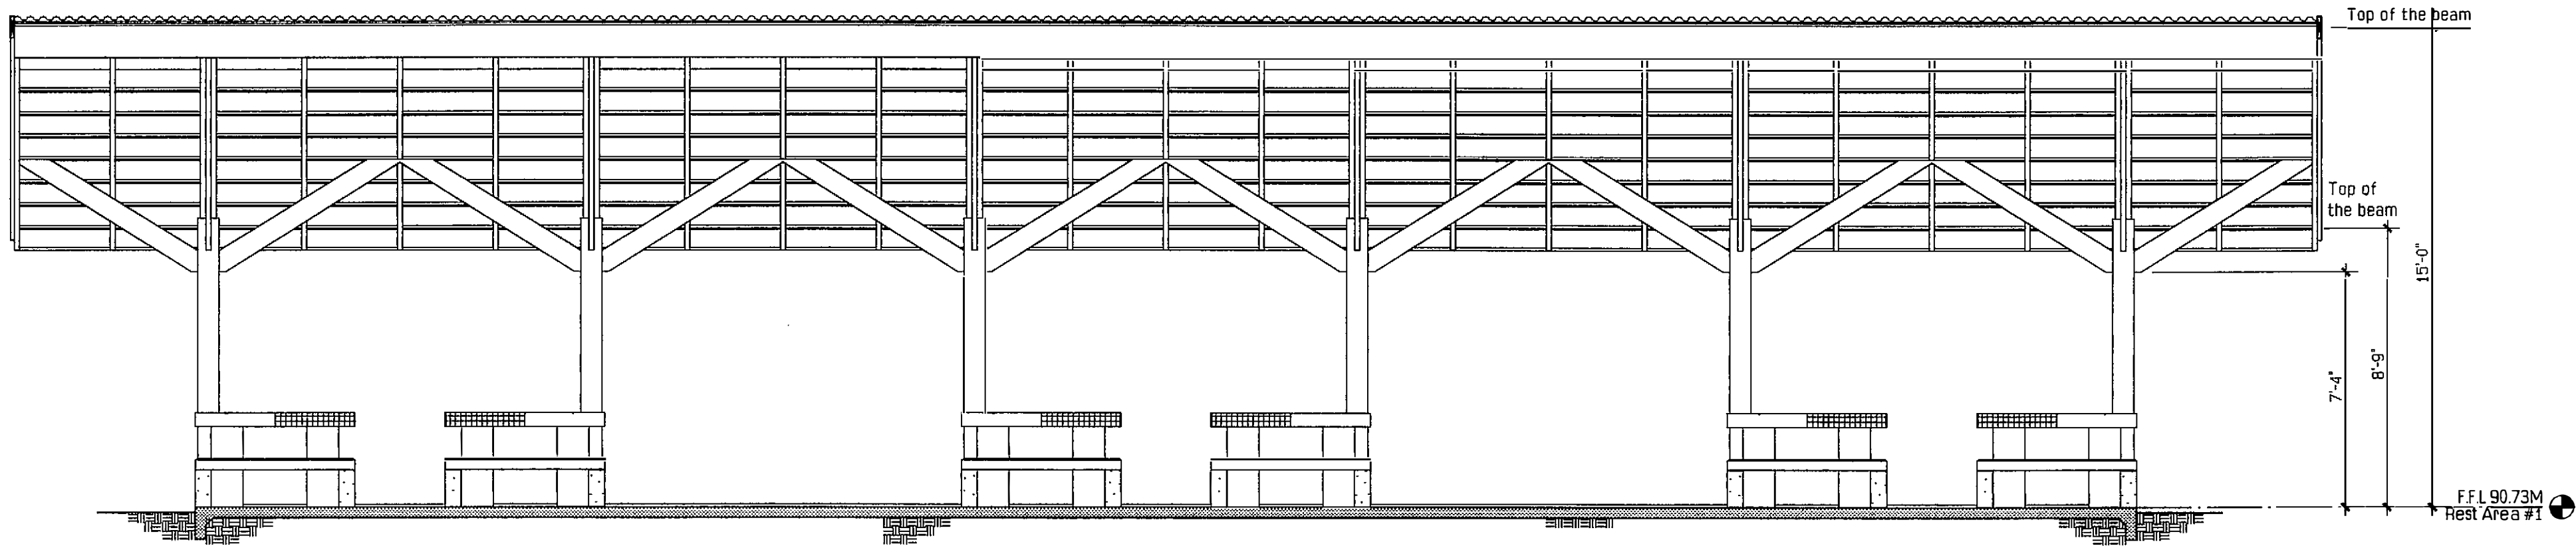 Top of the beam
Top of
the beam
15'-0"
8'-9"
7'-4"
F.F.L 90.73M
Rest Area #1